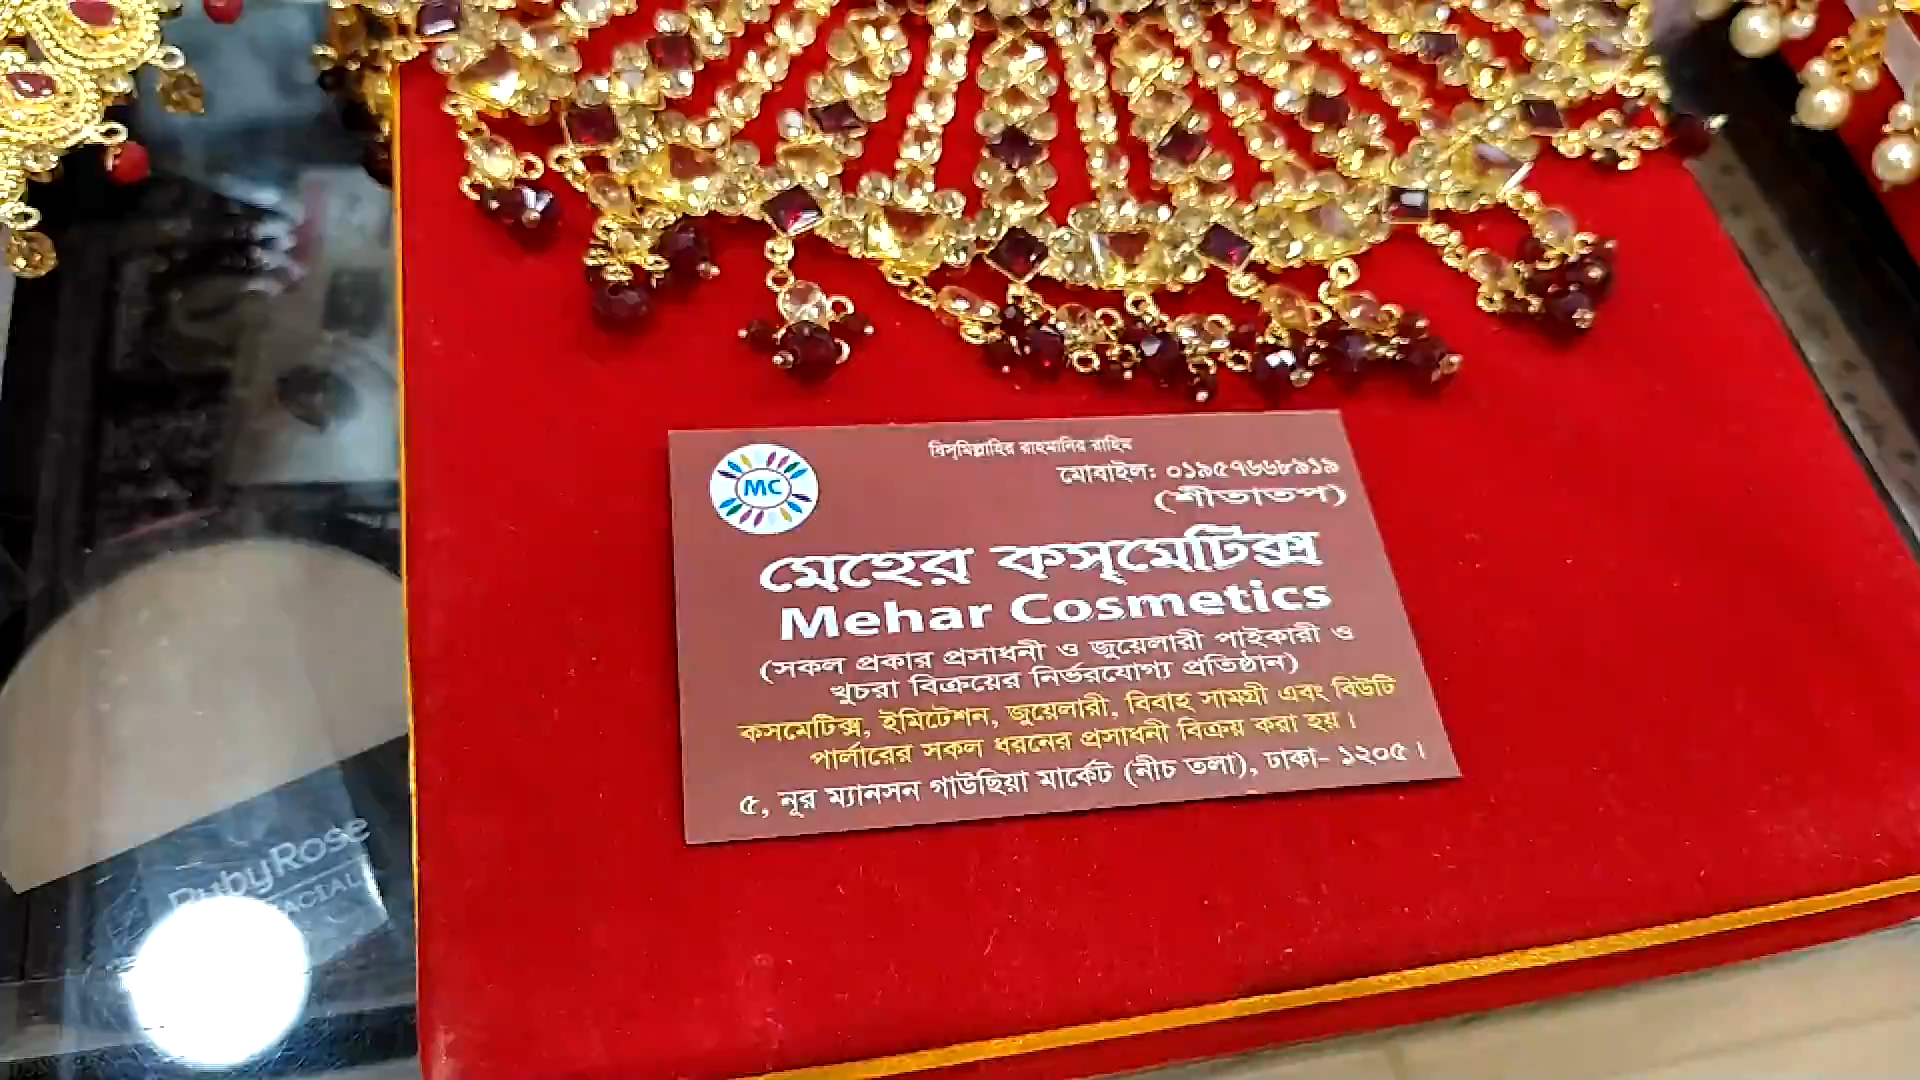 বিস্‌মিল্লাহির রাহমানির রাহিম
মোবাইল: ০১৯৫৭৬৬৮৯১৯
(শীতাতপ)
MC
মেহের কস্‌মেটিক্স
Mehar Cosmetics
(সকল প্রকার প্রসাধনী ও জুয়েলারী পাইকারী ও
খুচরা বিক্রয়ের নির্ভরযোগ্য প্রতিষ্ঠান)
কসমেটিক্স, ইমিটেশন, জুয়েলারী, বিবাহ সামগ্রী এবং বিউটি
পার্লারের সকল ধরনের প্রসাধনী বিক্রয় করা হয়।
৫, নূর ম্যানসন গাউছিয়া মার্কেট (নীচ তলা), ঢাকা- ১২০৫।
RubyRose
FACIAL